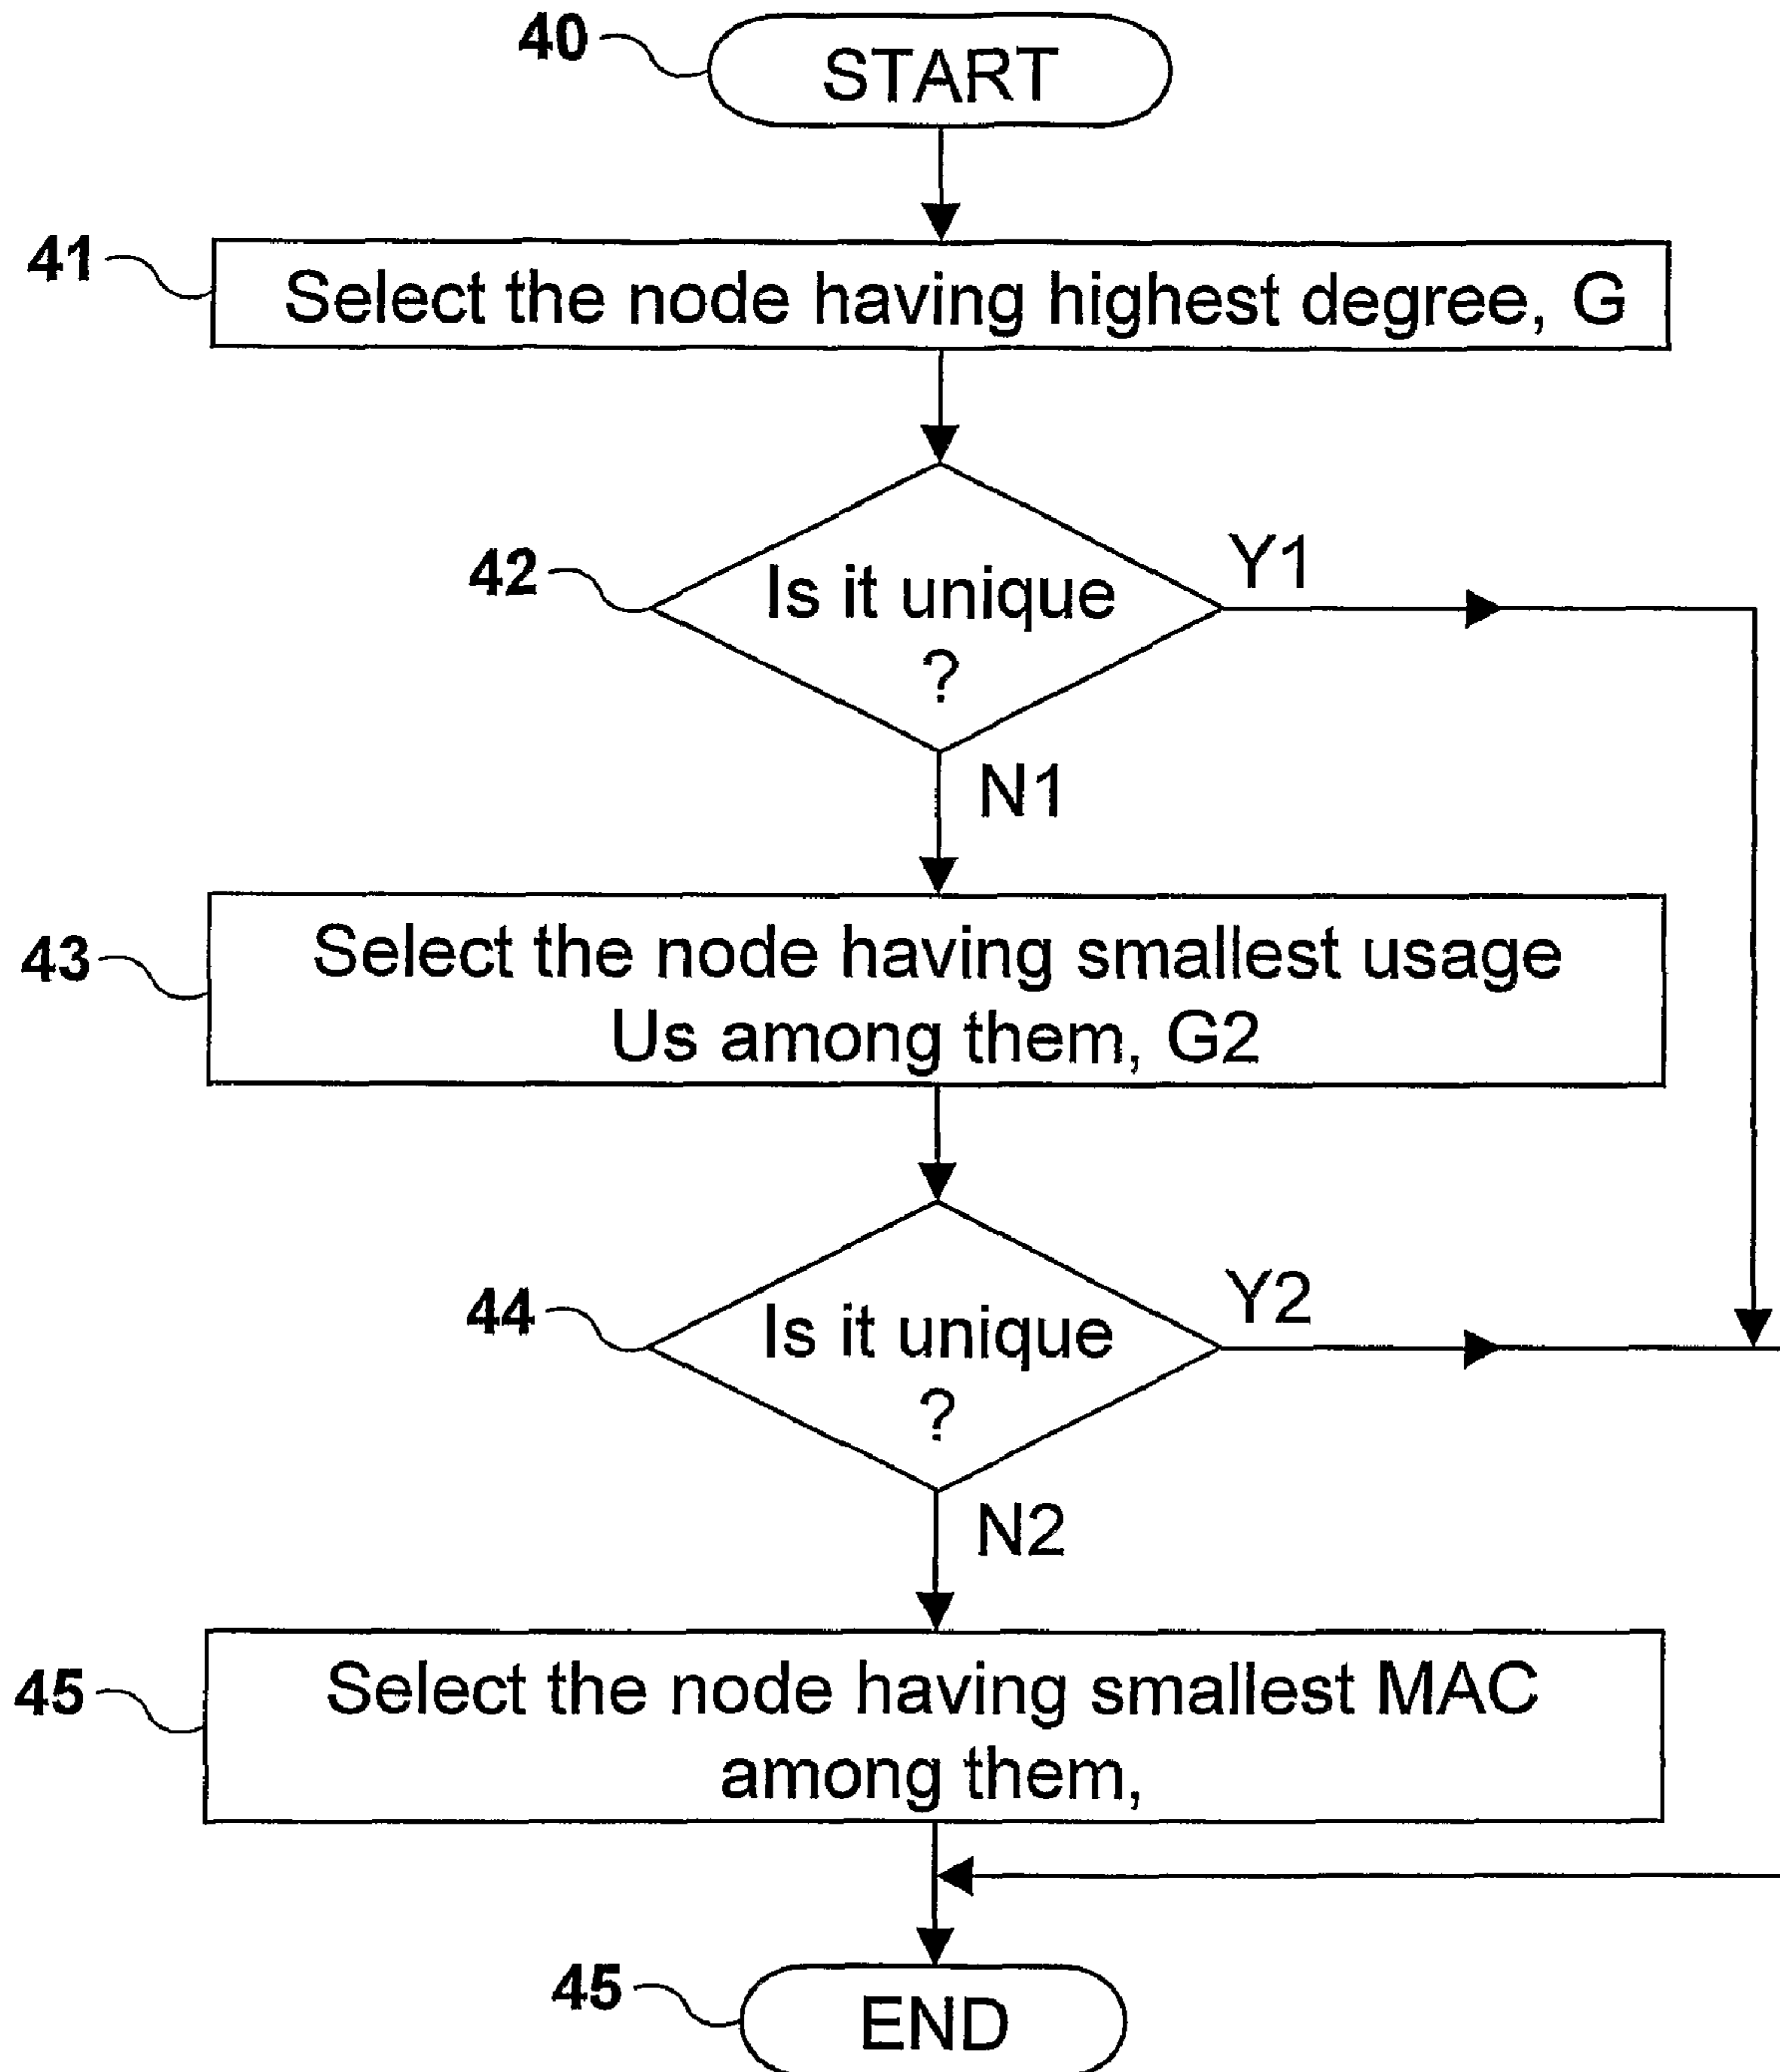 40
START
41
Select the node having highest degree, G
42
Is it unique
?
Y1
N1
43
Select the node having smallest usage
Us among them, G2
44
Is it unique
?
Y2
N2
45
Select the node having smallest MAC
among them,
45
END